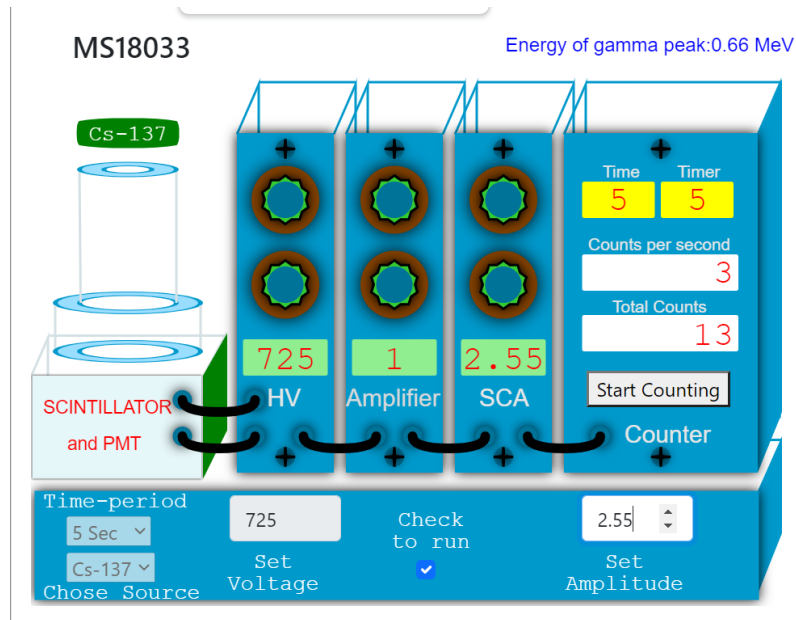 MS18033
Energy of gamma peak:0.66 MeV
Cs-137
Time Timer
5 5
Counts per second
3
Total Counts
13
725 1 2.55
Start Counting
HV Amplifier SCA
Counter
SCINTILLATOR
and PMT
Time-period
5 Sec
Cs-137
Chose Source
725
Set
Voltage
Check
to run
2.55
Set
Amplitude